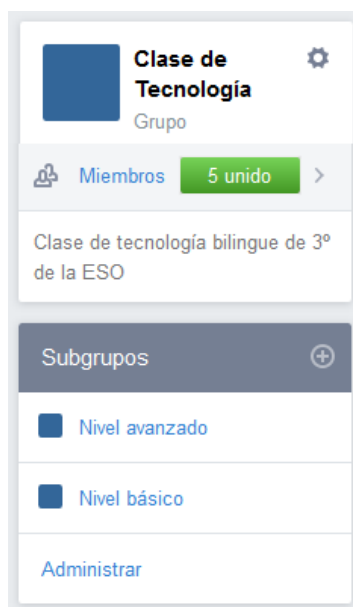 Clase de
Tecnología
Grupo
Miembros 5 unido
Clase de tecnología bilingue de 3º
de la ESO
Subgrupos
Nivel avanzado
Nivel básico
Administrar